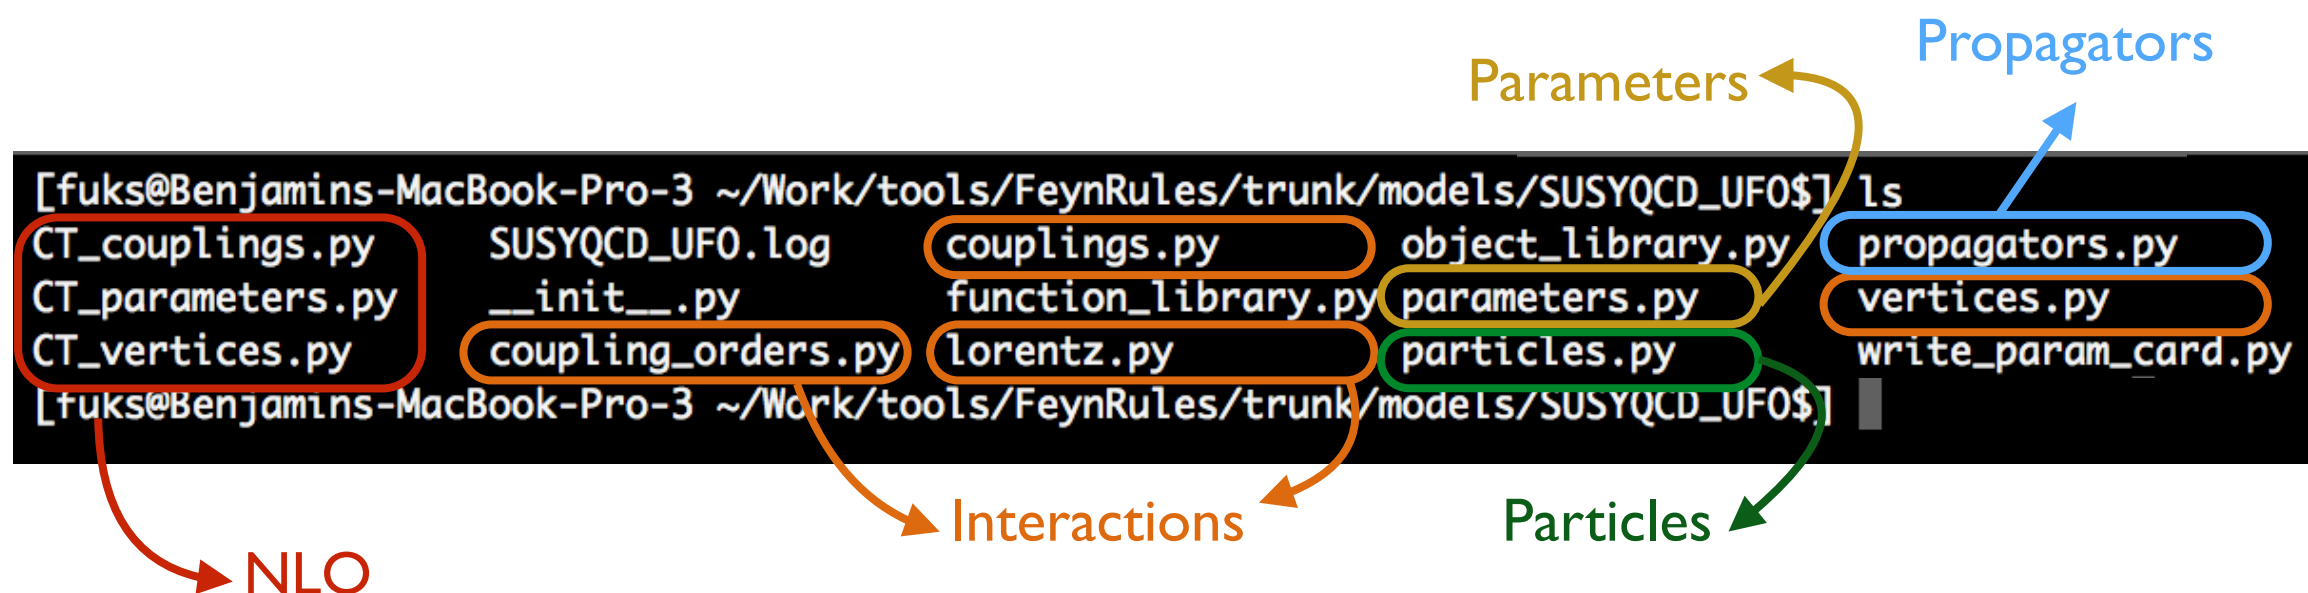 Propagators
Parameters
[fuks@Benjamins-MacBook-Pro-3 ~/Work/tools/FeynRules/trunk/models/SUSYQCD_UFO$] ls
CT_couplings.py SUSYQCD_UFO.log couplings.py object_library.py propagators.py
CT_parameters.py __init__.py function_library.py parameters.py vertices.py
CT_vertices.py coupling_orders.py lorentz.py particles.py write_param_card.py
[fuks@Benjamins-MacBook-Pro-3 ~/Work/tools/FeynRules/trunk/models/SUSYQCD_UFO$]
Interactions Particles
NLO